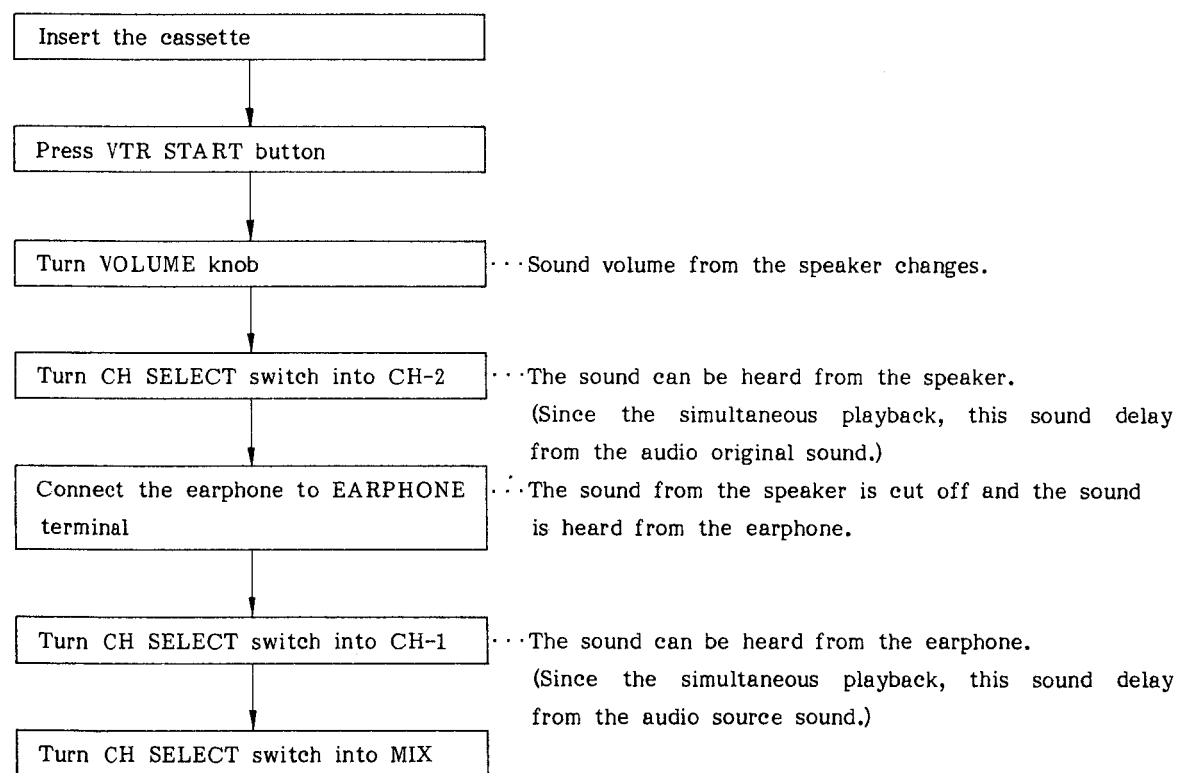 Insert the cassette
Press VTR START button
Turn VOLUME knob
···Sound volume from the speaker changes.
Turn CH SELECT switch into CH-2
···The sound can be heard from the speaker.
(Since the simultaneous playback, this sound delay
from the audio original sound.)
Connect the earphone to EARPHONE
terminal
···The sound from the speaker is cut off and the sound
is heard from the earphone.
Turn CH SELECT switch into CH-1
···The sound can be heard from the earphone.
(Since the simultaneous playback, this sound delay
from the audio source sound.)
Turn CH SELECT switch into MIX